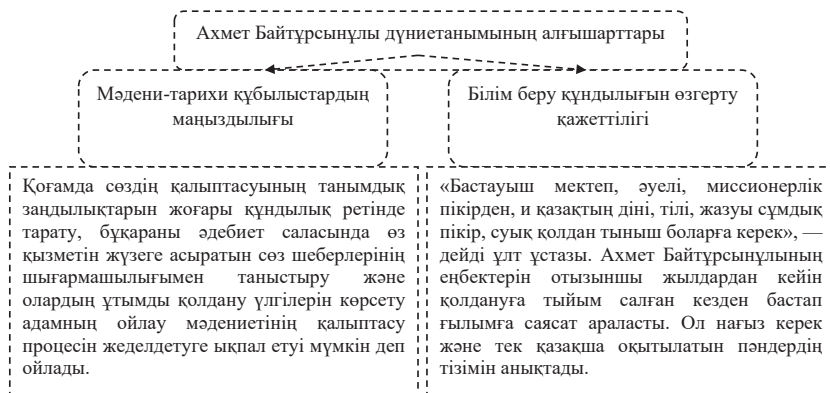 Ахмет Байтұрсынұлы дүниетанымының алғышарттары
Мәдени-тарихи құбылыстардың
маңыздылығы
Білім беру құндылығын өзгерту
қажеттілігі
Қоғамда сөздің қалыптасуының танымдық
заңдылықтарын жоғары құндылық ретінде
тарату, бұқараны әдебиет саласында өз
қызметін жүзеге асыратын сөз шеберлерінің
шығармашылығымен таныстыру және
олардың ұтымды қолдану үлгілерін көрсету
адамның ойлау мәдениетінің қалыптасу
процесін жеделдетуге ықпал етуі мүмкін деп
ойлады.
«Бастауыш мектеп, әуелі, миссионерлік
пікірден, и қазақтың діні, тілі, жазуы сұмдық
пікір, суық қолдан тыныш боларға керек», —
дейді ұлт ұстазы. Ахмет Байтұрсынұлының
еңбектерін отызыншы жылдардан кейін
қолдануға тыйым салған кезден бастап
ғылымға саясат араласты. Ол нағыз керек
және тек қазақша оқытылатын пәндердің
тізімін анықтады.